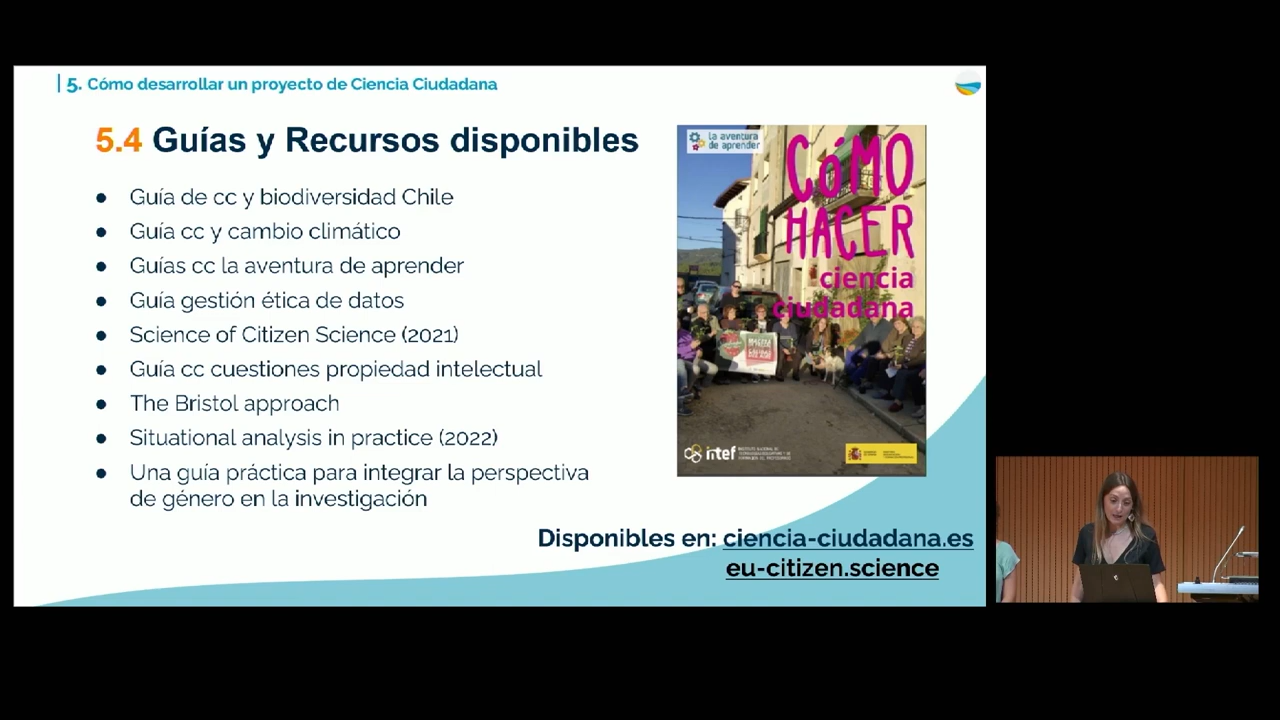 | 5. Cómo desarrollar un proyecto de Ciencia Ciudadana
5.4 Guías y Recursos disponibles
● Guía de cc y biodiversidad Chile
● Guía cc y cambio climático
● Guías cc la aventura de aprender
● Guía gestión ética de datos
● Science of Citizen Science (2021)
● Guía cc cuestiones propiedad intelectual
● The Bristol approach
● Situational analysis in practice (2022)
● Una guía práctica para integrar la perspectiva
de género en la investigación
la aventura
de aprender
CÓMO
HACER
ciencia
ciudadana
intef
Disponibles en: ciencia-ciudadana.es
eu-citizen.science